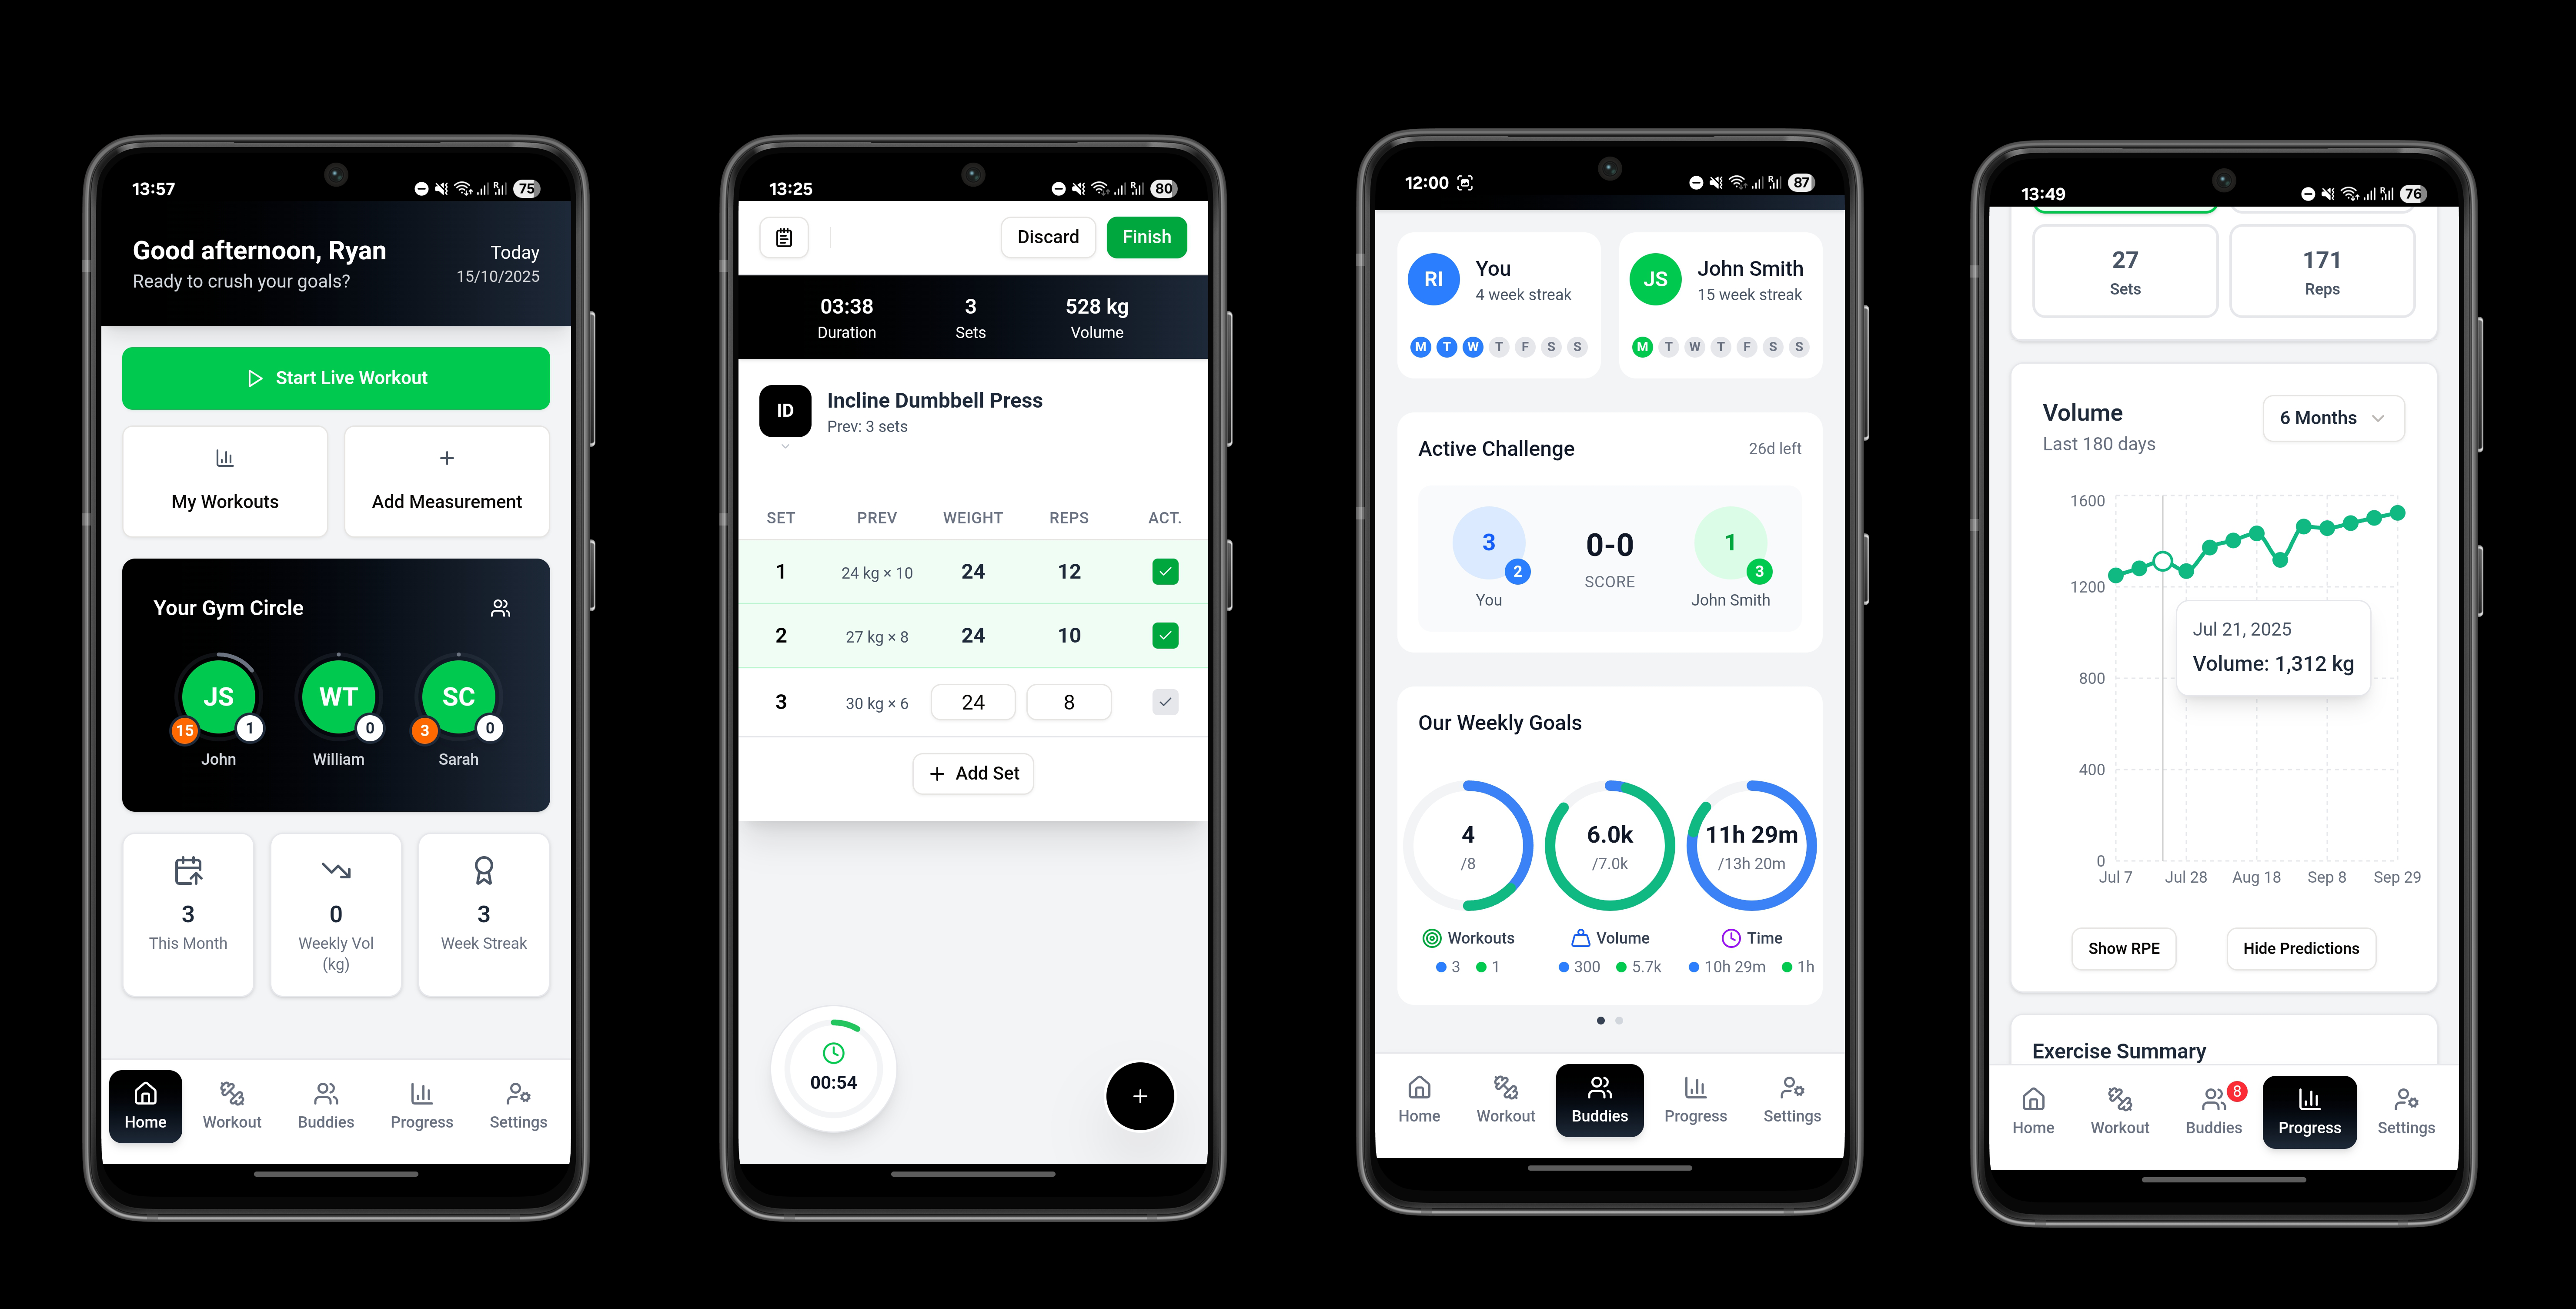 13:57
75
Good afternoon, Ryan
Ready to crush your goals?
Today
15/10/2025
Start Live Workout
My Workouts
Add Measurement
Your Gym Circle
JS
15
1
John
WT
0
William
SC
3
0
Sarah
3
This Month
0
Weekly Vol
(kg)
3
Week Streak
Home
Workout
Buddies
Progress
Settings
13:25
R
80
Discard
Finish
03:38
Duration
3
Sets
528 kg
Volume
ID
Incline Dumbbell Press
Prev: 3 sets
SET PREV WEIGHT REPS ACT.
1 24 kg × 10 24 12
2 27 kg × 8 24 10
3 30 kg × 6 24 8
Add Set
00:54
12:00
R
87
RI
You
4 week streak
M T W T F S S
JS
John Smith
15 week streak
M T W T F S S
Active Challenge
26d left
3
2
You
0-0
SCORE
1
3
John Smith
Our Weekly Goals
4
/8
Workouts
3 1
6.0k
/7.0k
Volume
300 5.7k
11h 29m
/13h 20m
Time
10h 29m 1h
Home
Workout
Buddies
Progress
Settings
13:49
R
76
27
Sets
171
Reps
Volume
Last 180 days
6 Months
1600
1200
800
400
0
Jul 21, 2025
Volume: 1,312 kg
Jul 7 Jul 28 Aug 18 Sep 8 Sep 29
Show RPE
Hide Predictions
Exercise Summary
Home
Workout
Buddies
8
Progress
Settings